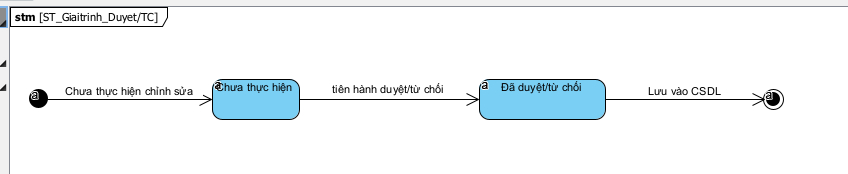 stm [ST_Giaitrinh_Duyet/TC]
Chưa thực hiện chỉnh sửa
Chưa thực hiện
tiên hành duyệt/từ chối
Đã duyệt/từ chối
Lưu vào CSDL
a
a
a
a